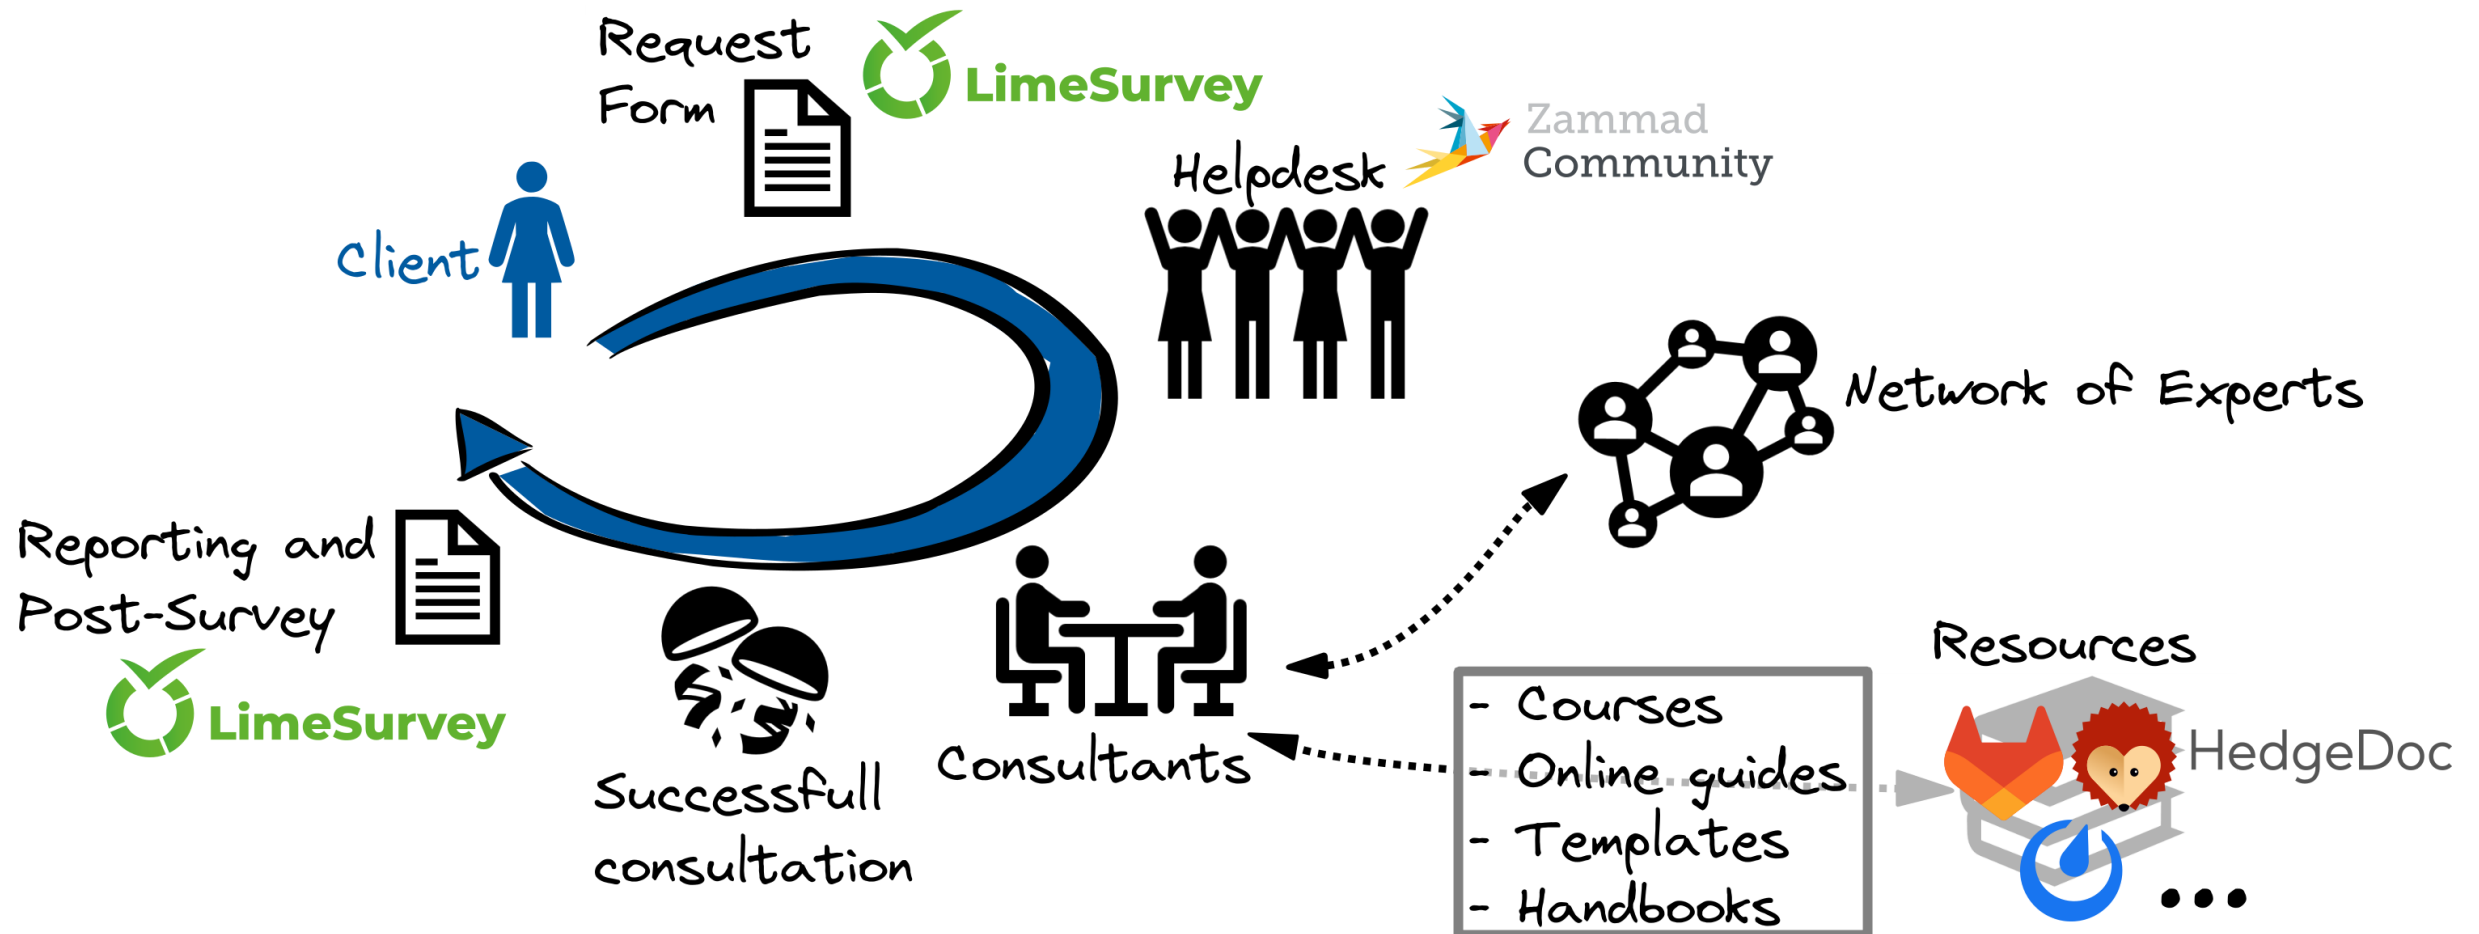 Request
Form
LimeSurvey
Zammad
Community
Helpdesk
Client
Network of Experts
Reporting and
Post-Survey
LimeSurvey
Successfull
consultation
Consultants
- Courses
- Online guides
- Templates
- Handbooks
Resources
HedgeDoc
...